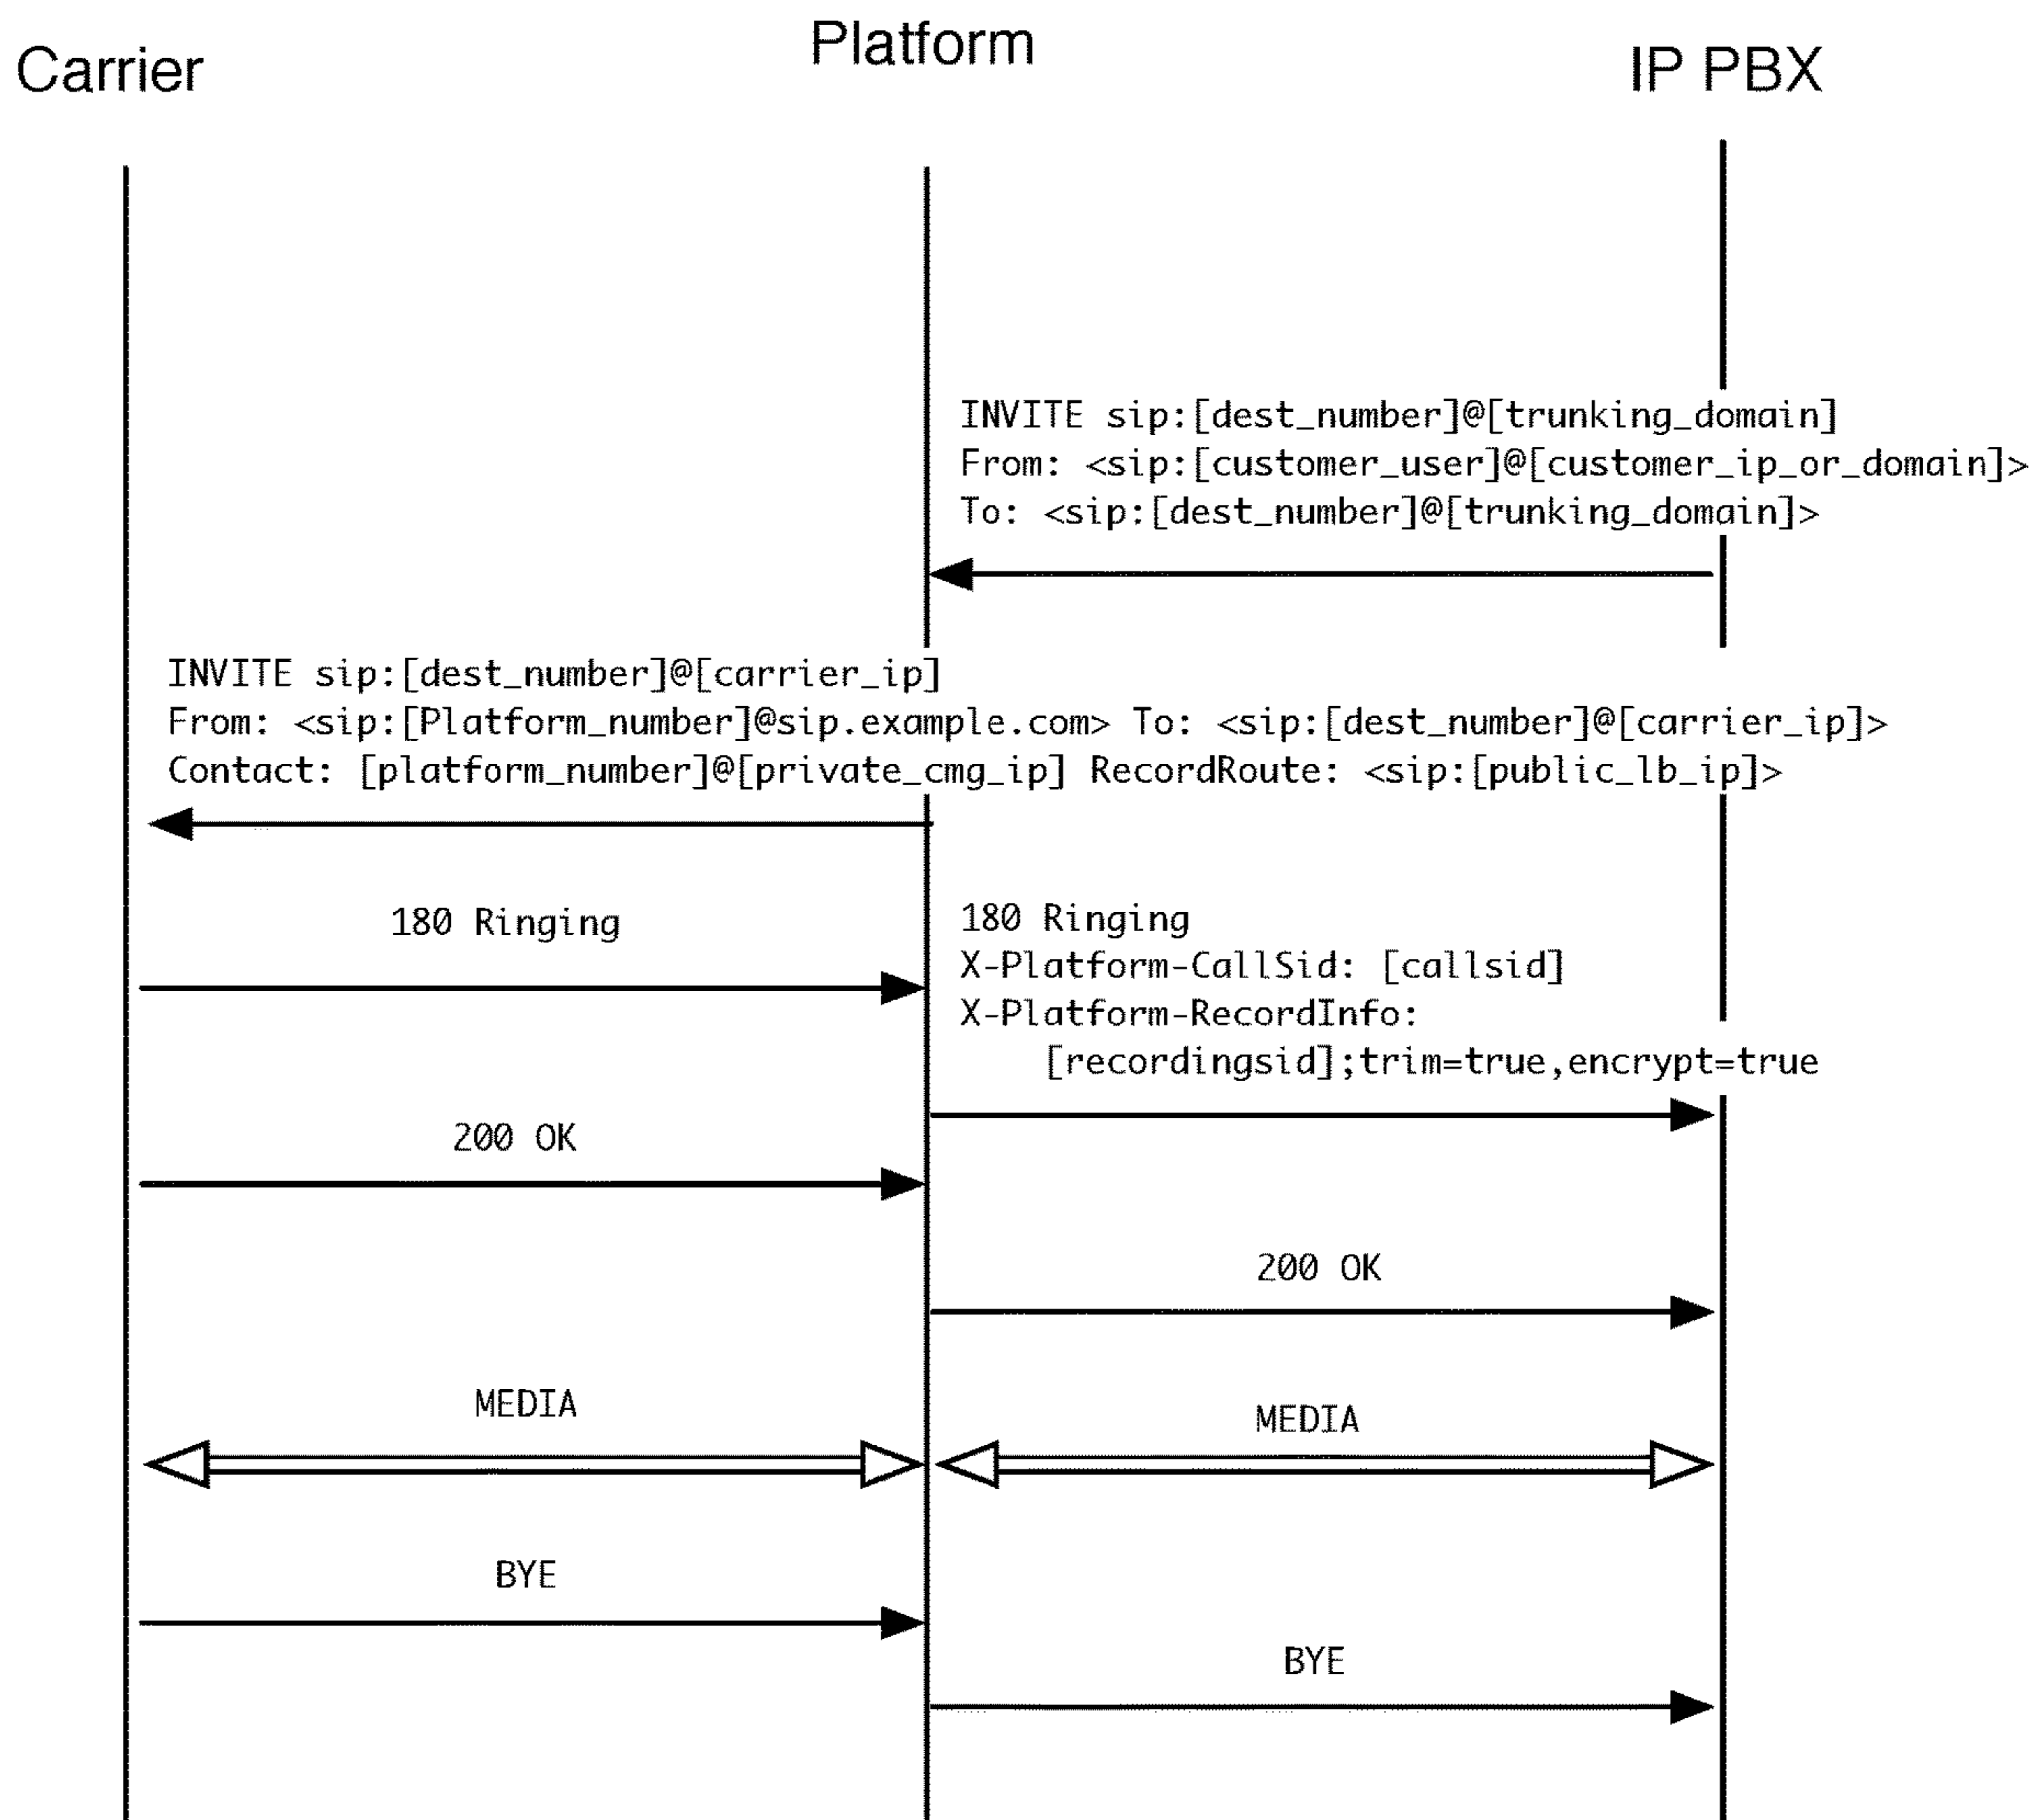 Carrier
Platform
IP PBX
INVITE sip:[dest_number]@[trunking_domain]
From: <sip:[customer_user]@[customer_ip_or_domain]>
To: <sip:[dest_number]@[trunking_domain]>
INVITE sip:[dest_number]@[carrier_ip]
From: <sip:[Platform_number]@sip.example.com> To: <sip:[dest_number]@[carrier_ip]>
Contact: [platform_number]@[private_cmg_ip] RecordRoute: <sip:[public_lb_ip]>
180 Ringing
180 Ringing
X-Platform-CallSid: [callsid]
X-Platform-RecordInfo:
[recordingsid];trim=true,encrypt=true
200 OK
200 OK
MEDIA
MEDIA
BYE
BYE